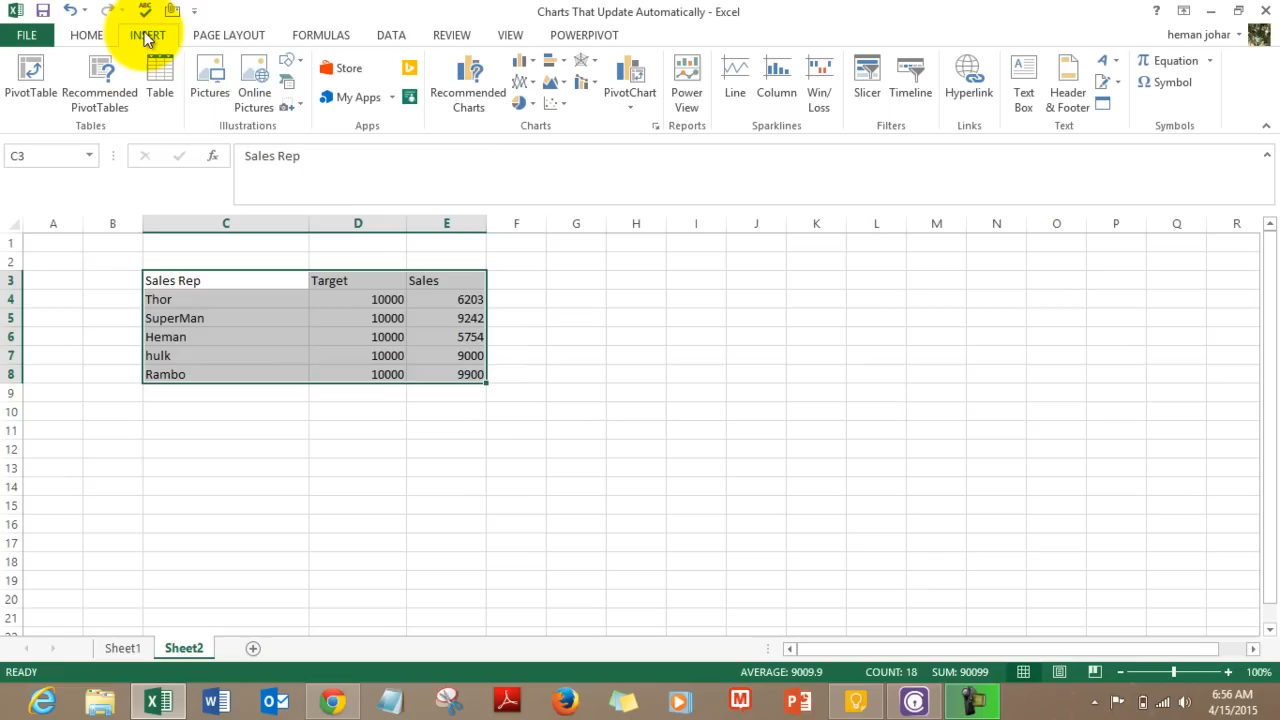 ABC
Charts That Update Automatically - Excel
?
FILE
HOME
INSERT
PAGE LAYOUT
FORMULAS
DATA
REVIEW
VIEW
POWERPIVOT
heman johar
PivotTable
Recommended PivotTables
Table
Tables
Pictures
Online Pictures
Illustrations
Store
My Apps
Apps
Recommended Charts
PivotChart
Charts
Power View
Reports
Line
Column
Win/ Loss
Sparklines
Slicer
Timeline
Filters
Hyperlink
Links
Text Box
Header & Footer
Text
π Equation
Ω Symbol
Symbols
C3
fx
Sales Rep
A B C D E F G H I J K L M N O P Q R
1
2
3 Sales Rep Target Sales
4 Thor 10000 6203
5 SuperMan 10000 9242
6 Heman 10000 5754
7 hulk 10000 9000
8 Rambo 10000 9900
9
10
11
12
13
14
15
16
17
18
19
20
21
22
Sheet1
Sheet2
READY
AVERAGE: 9009.9
COUNT: 18
SUM: 90099
100%
6:56 AM
4/15/2015